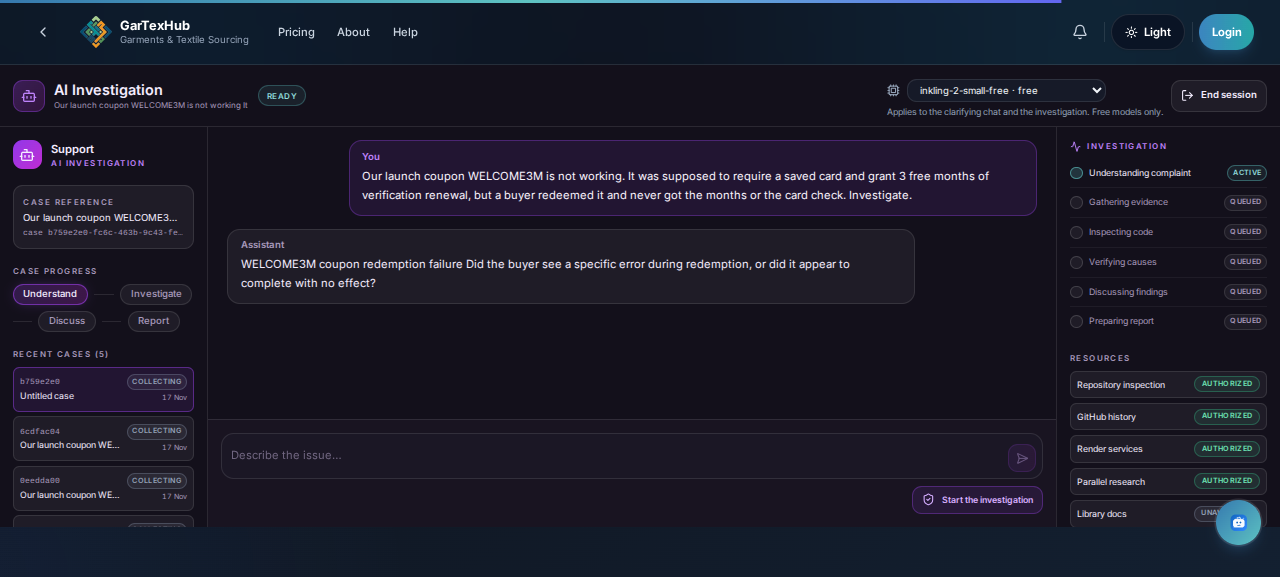 GarTexHub
Garments & Textile Sourcing
Pricing
About
Help
Light
Login
AI Investigation
Our launch coupon WELCOME3M is not working It
READY
inkling-2-small-free · free
Applies to the clarifying chat and the investigation. Free models only.
End session
Support
AI INVESTIGATION
CASE REFERENCE
Our launch coupon WELCOME3...
case b759e2e0-fc6c-463b-9c43-fe…
CASE PROGRESS
Understand
Investigate
Discuss
Report
RECENT CASES (5)
b759e2e0
COLLECTING
Untitled case
17 Nov
6cdfac04
COLLECTING
Our launch coupon WE...
17 Nov
0eedda00
COLLECTING
Our launch coupon WE...
17 Nov
You
Our launch coupon WELCOME3M is not working. It was supposed to require a saved card and grant 3 free months of
verification renewal, but a buyer redeemed it and never got the months or the card check. Investigate.
Assistant
WELCOME3M coupon redemption failure Did the buyer see a specific error during redemption, or did it appear to
complete with no effect?
Describe the issue...
Start the investigation
INVESTIGATION
Understanding complaint
ACTIVE
Gathering evidence
QUEUED
Inspecting code
QUEUED
Verifying causes
QUEUED
Discussing findings
QUEUED
Preparing report
QUEUED
RESOURCES
Repository inspection
AUTHORIZED
GitHub history
AUTHORIZED
Render services
AUTHORIZED
Parallel research
AUTHORIZED
Library docs